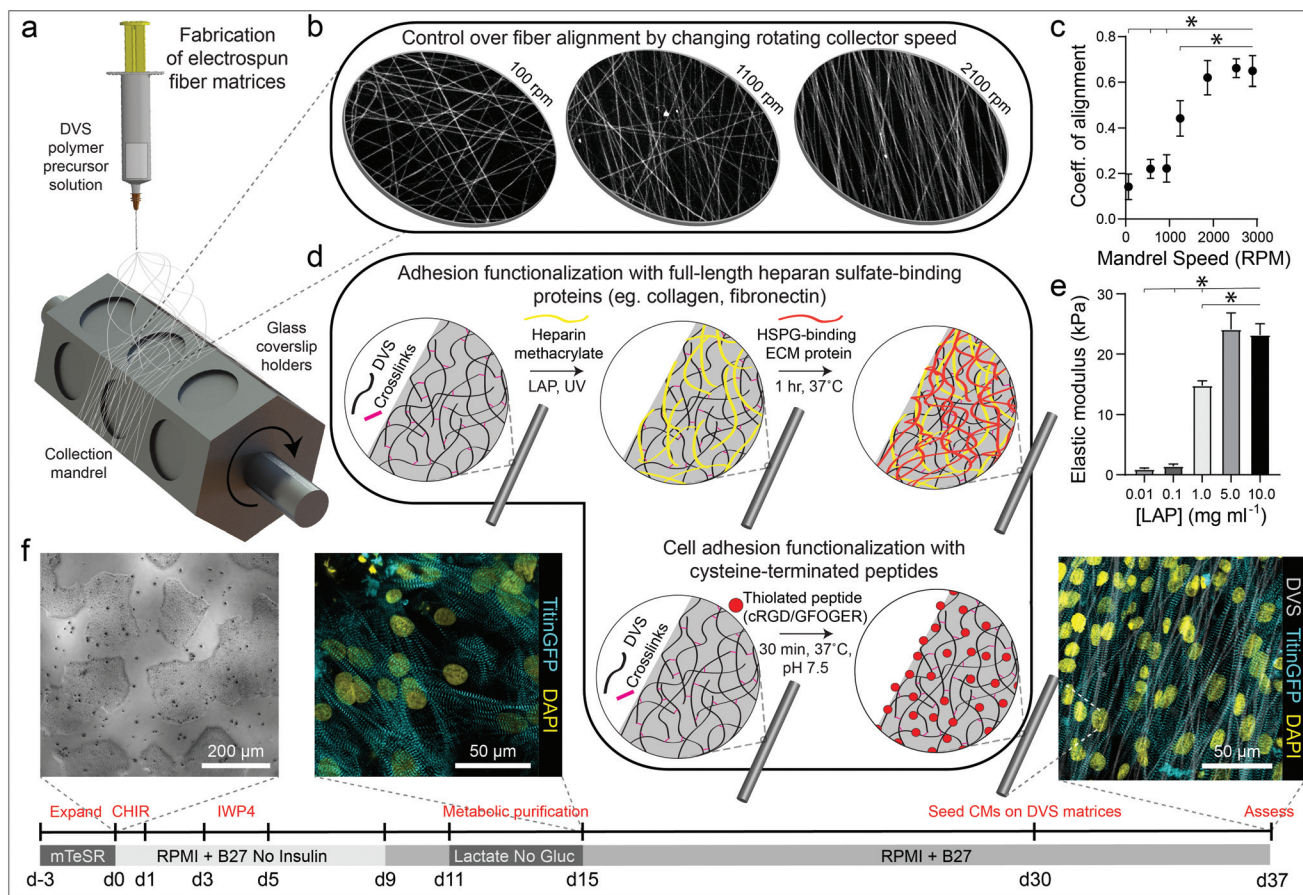 a
Fabrication
of electrospun
fiber matrices
DVS
polymer
precursor
solution
Glass
coverslip
holders
Collection
mandrel
b
Control over fiber alignment by changing rotating collector speed
100 rpm
1100 rpm
2100 rpm
c
*
*
Coeff. of alignment
0.8
0.6
0.4
0.2
0.0
0 1000 2000 3000
Mandrel Speed (RPM)
d
Adhesion functionalization with full-length heparan sulfate-binding
proteins (eg. collagen, fibronectin)
DVS
Crosslinks
Heparin
methacrylate
LAP, UV
HSPG-binding
ECM protein
1 hr, 37°C
Cell adhesion functionalization with
cysteine-terminated peptides
DVS
Crosslinks
Thiolated peptide
(cRGD/GFOGER)
30 min, 37°C,
pH 7.5
e
*
*
Elastic modulus (kPa)
30
20
10
0
0.01 0.1 1.0 5.0 10.0
[LAP] (mg ml⁻¹)
f
200 µm
50 µm
TitinGFP DAPI
50 µm
DVS TitinGFP DAPI
Expand CHIR IWP4 Metabolic purification Seed CMs on DVS matrices Assess
mTeSR RPMI + B27 No Insulin Lactate No Gluc RPMI + B27
d-3 d0 d1 d3 d5 d9 d11 d15 d30 d37